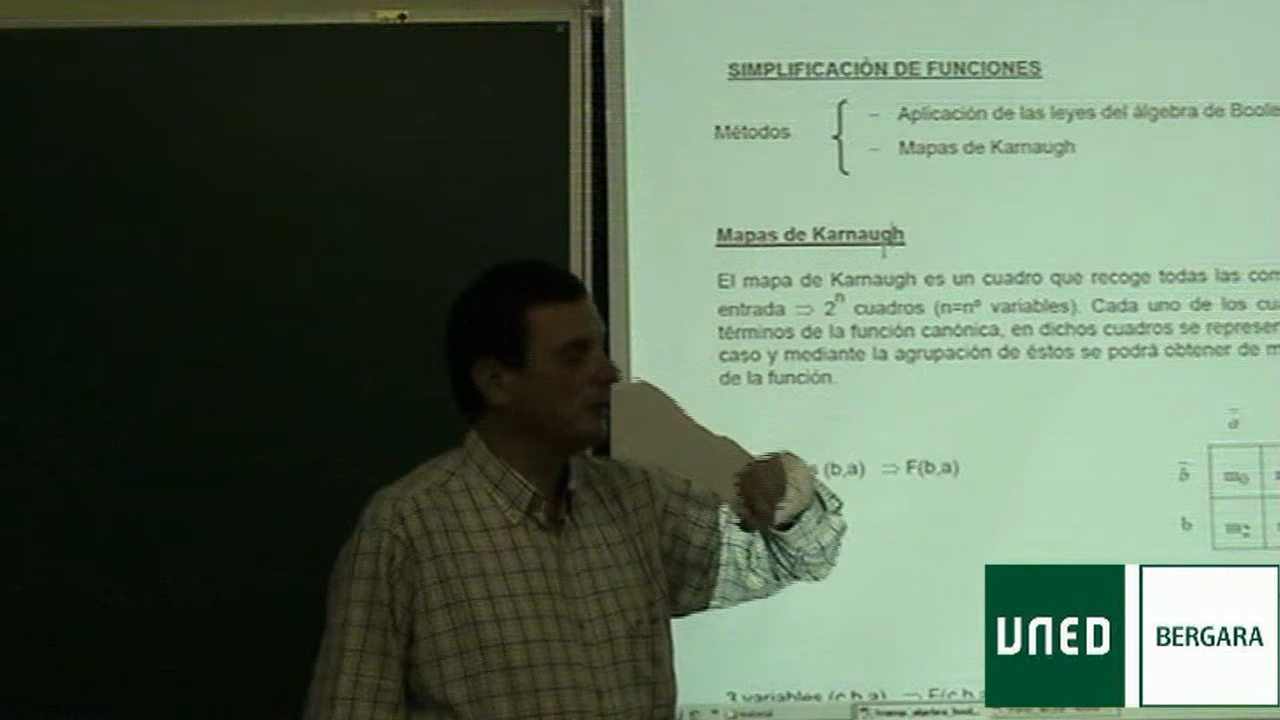 SIMPLIFICACIÓN DE FUNCIONES
Métodos
– Aplicación de las leyes del álgebra de Boole
– Mapas de Karnaugh
Mapas de Karnaugh
El mapa de Karnaugh es un cuadro que recoge todas las
entrada ⇒ 2ⁿ cuadros (n=nº variables). Cada uno de los
términos de la función canónica, en dichos cuadros se
caso y mediante la agrupación de éstos se podrá obtener de
de la función.
a̅
(b,a) ⇒ F(b,a)
b̅ m₀
b m₂
UNED
BERGARA
3 variables (c,b,a) ⇒